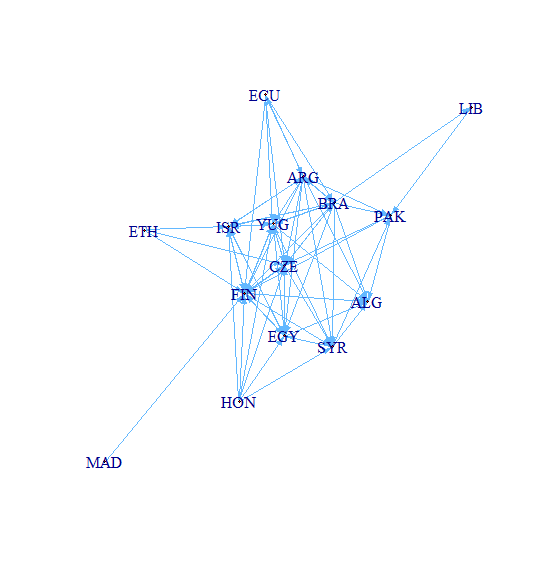 ECU
LIB
ARG
BRA
PAK
ETH
ISR
YUG
CZE
FIN
ALG
EGY
SYR
HON
MAD